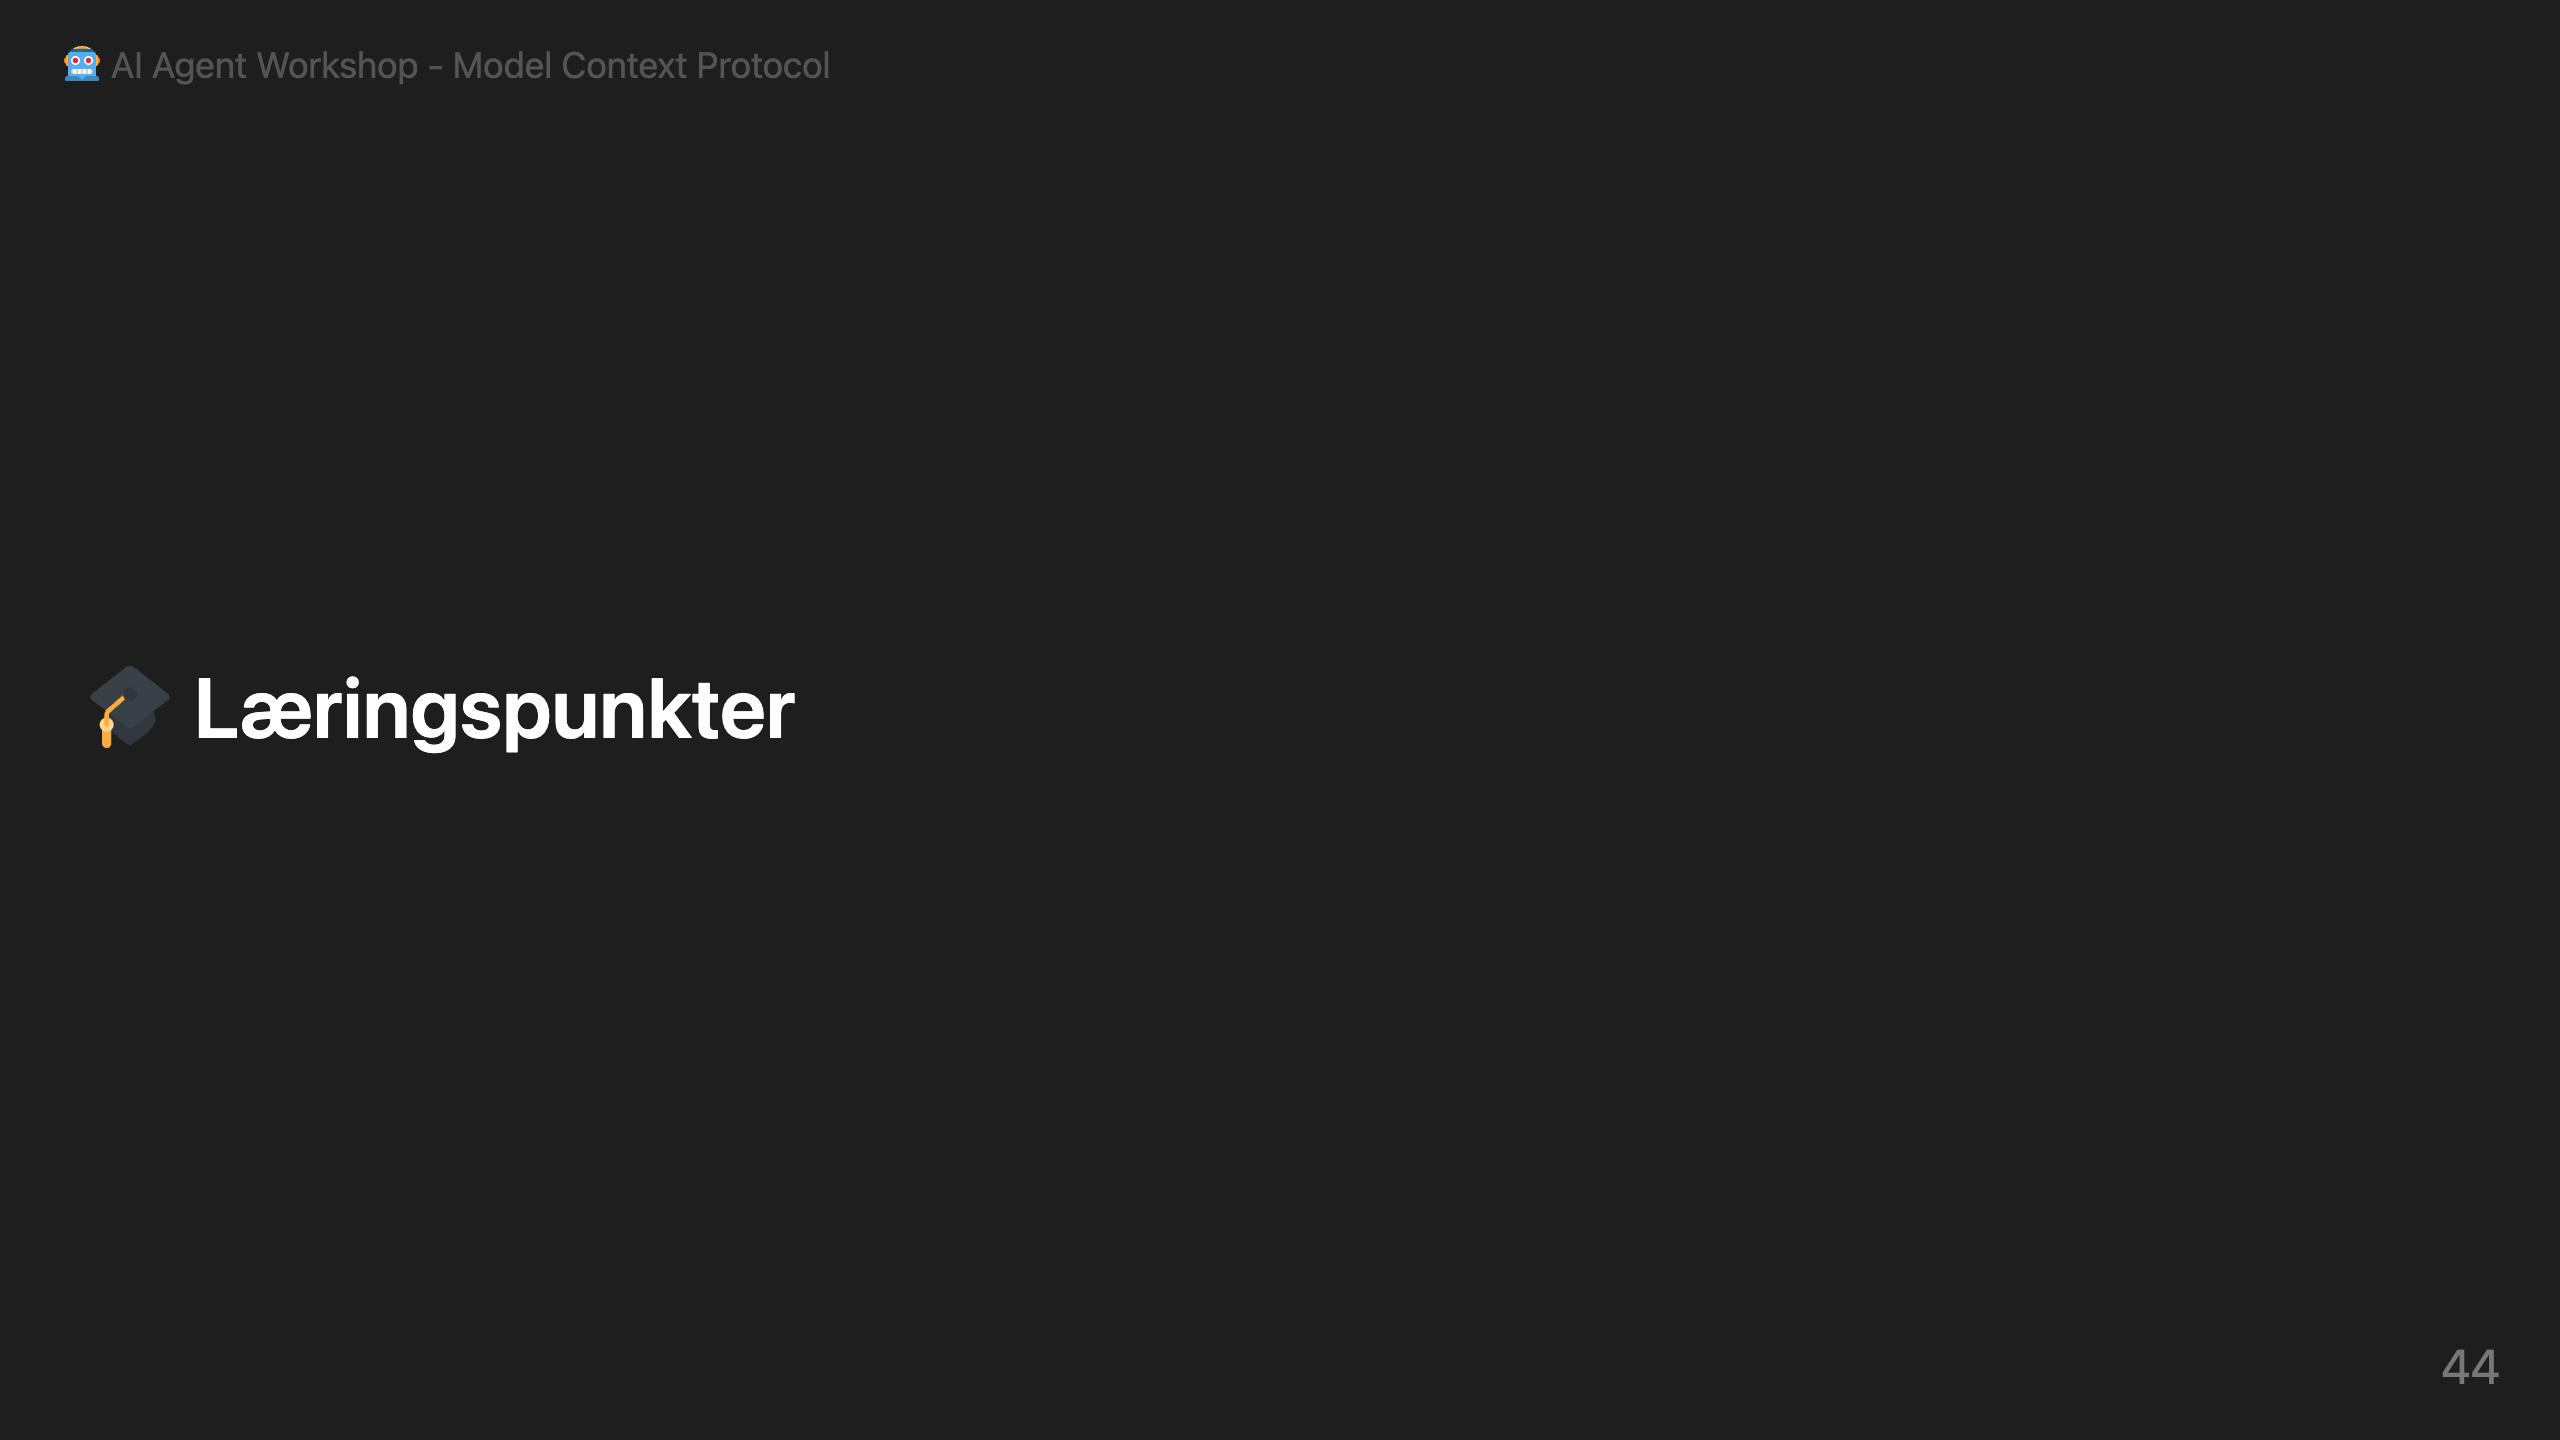 🤖 AI Agent Workshop - Model Context Protocol
🎓 Læringspunkter
44